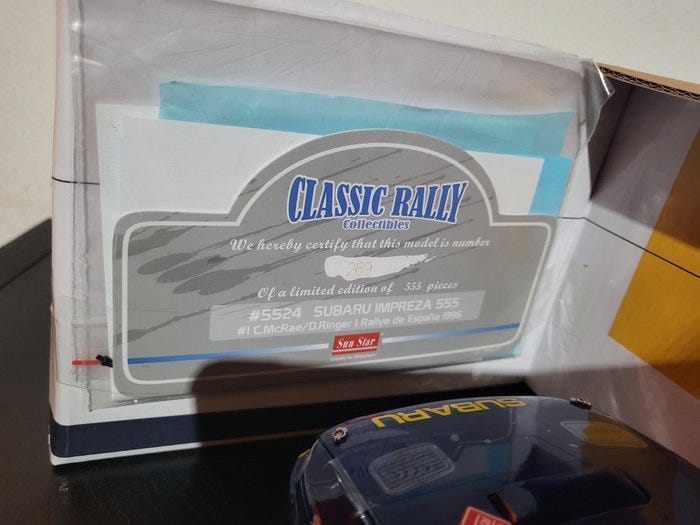 CLASSIC RALLY
Collectibles
We hereby certify that this model is number
269
Of a limited edition of 555 pieces
#5524 SUBARU IMPREZA 555
#1 C.McRae/D.Ringer I Rallye de España 1996
Sun Star
SUBARU